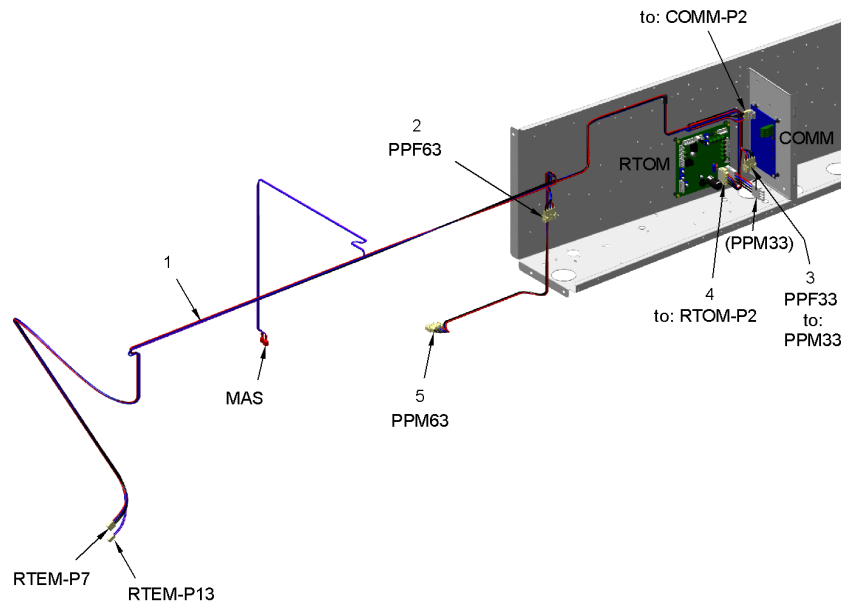 to: COMM-P2
2
PPF63
COMM
RTOM
(PPM33)
1
3
PPF33
to:
PPM33
4
to: RTOM-P2
MAS
5
PPM63
RTEM-P7
RTEM-P13